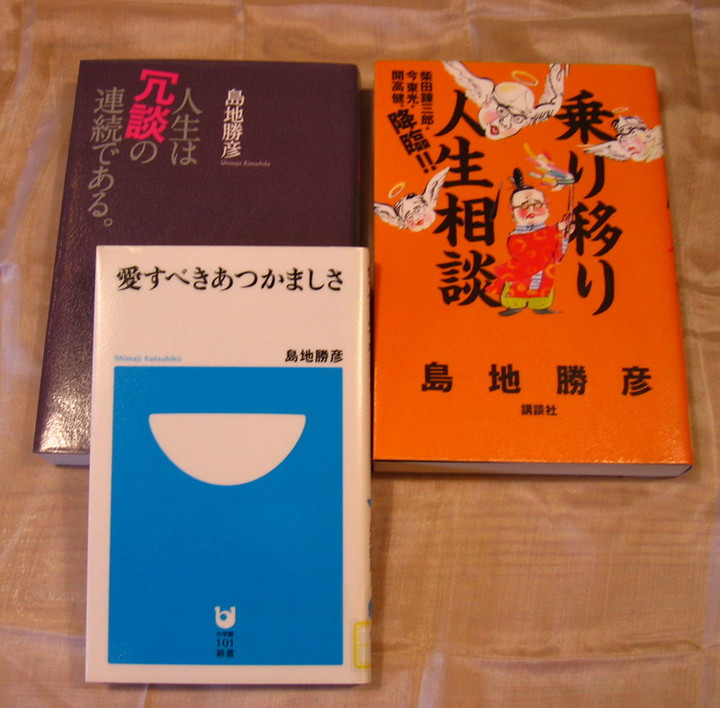 人生は
冗談の
連続である。
島地勝彦
Shimaji Katsuhiko
乗り移り
人生相談
柴田錬三郎・
今東光・
開高健、
降臨!!
島地勝彦
講談社
愛すべきあつかましさ
Shimaji Katsuhiko
島地勝彦
小学館
101
新書